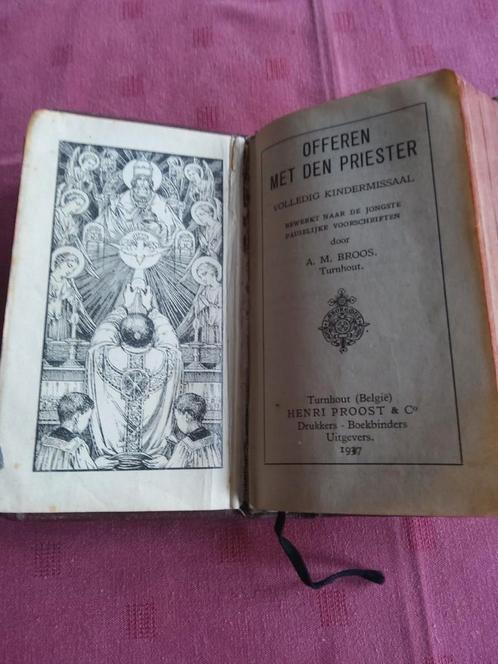 OFFEREN
MET DEN PRIESTER
VOLLEDIG KINDERMISSAAL
BEWERKT NAAR DE JONGSTE
PAUSELIJKE VOORSCHRIFTEN
door
A. M. BROOS.
Turnhout.
Turnhout (België)
HENRI PROOST & Co
Drukkers - Boekbinders
Uitgevers.
1937